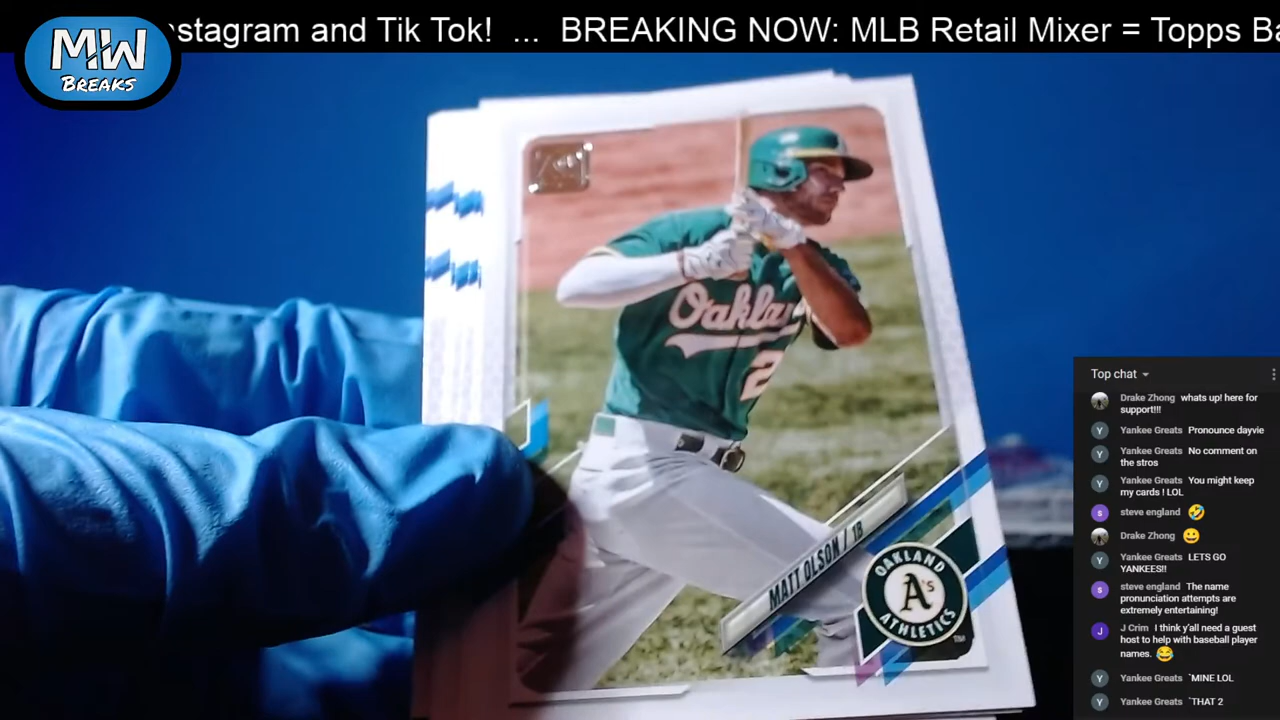 stagram and Tik Tok! ... BREAKING NOW: MLB Retail Mixer = Topps Ba
MW
BREAKS
70
Oakla
2
MATT OLSON / 1B
OAKLAND
A's
ATHLETICS
TM
Top chat
Drake Zhong whats up! here for
support!!!
Yankee Greats Pronounce dayvie
Yankee Greats No comment on
the stros
Yankee Greats You might keep
my cards ! LOL
steve england 🤣
Drake Zhong 😀
Yankee Greats LETS GO
YANKEES!!
steve england The name
pronunciation attempts are
extremely entertaining!
J Crim I think y'all need a guest
host to help with baseball player
names. 😂
Yankee Greats `MINE LOL
Yankee Greats `THAT 2